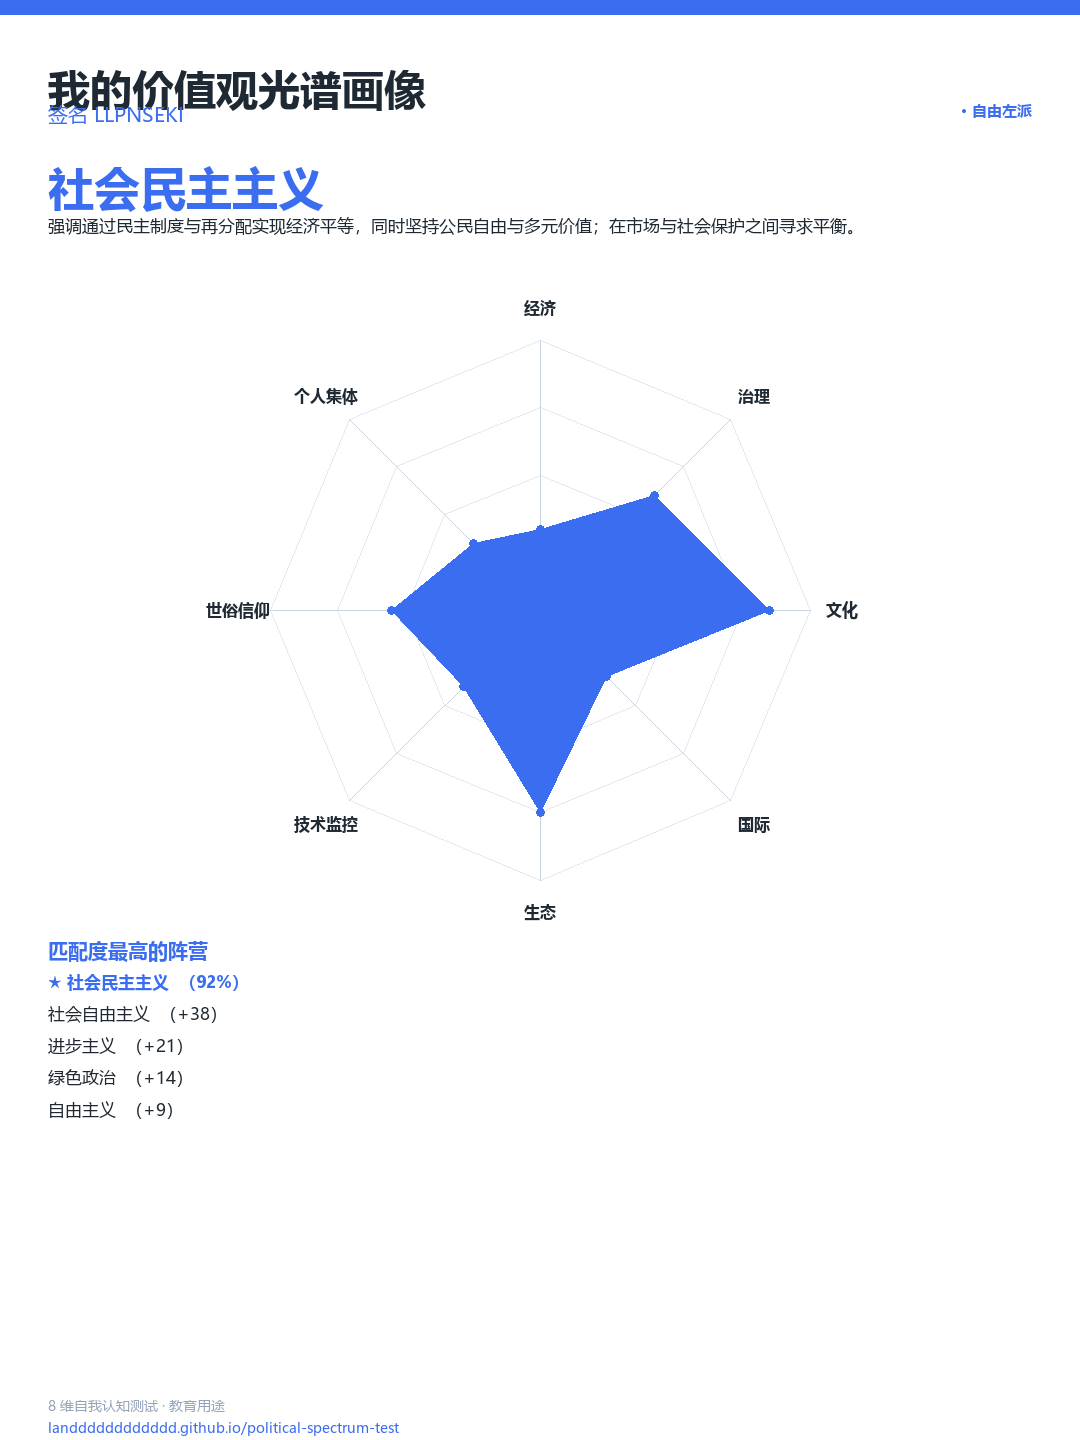 我的价值观光谱画像
签名 LLPNSEKI
• 自由左派
社会民主主义
强调通过民主制度与再分配实现经济平等，同时坚持公民自由与多元价值；在市场与社会保护之间寻求平衡。
经济
个人集体
治理
世俗信仰
文化
技术监控
国际
生态
匹配度最高的阵营
★ 社会民主主义 （92%）
社会自由主义 （+38）
进步主义 （+21）
绿色政治 （+14）
自由主义 （+9）
8 维自我认知测试 · 教育用途
landddddddddddd.github.io/political-spectrum-test